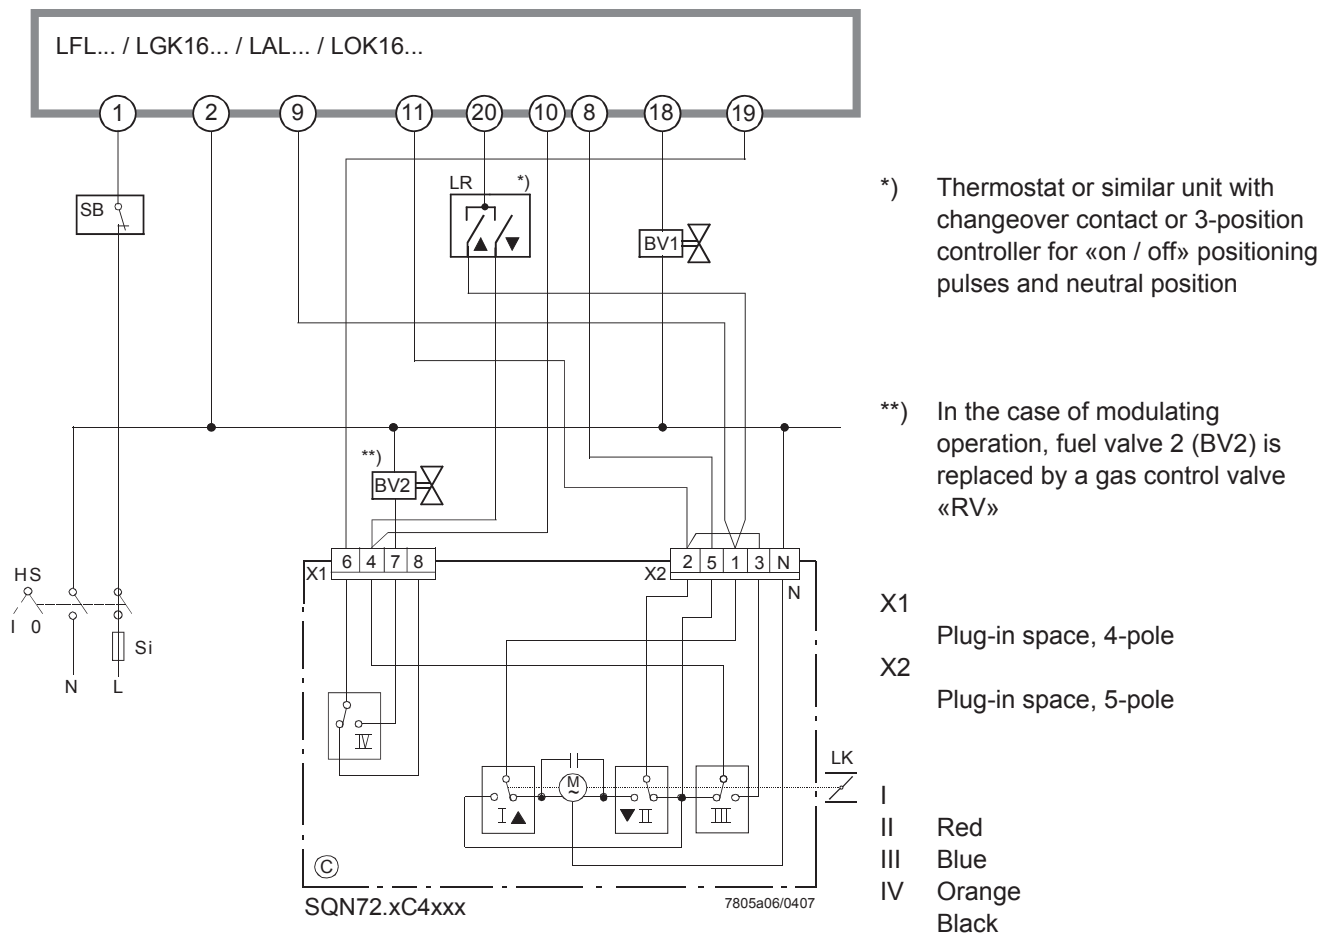 LFL... / LGK16... / LAL... / LOK16...
1 2 9 11 20 10 8 18 19
SB
LR *)
BV1
**)
BV2
*) Thermostat or similar unit with
changeover contact or 3-position
controller for «on / off» positioning
pulses and neutral position
**) In the case of modulating
operation, fuel valve 2 (BV2) is
replaced by a gas control valve
«RV»
HS
I 0
Si
N L
X1 6 4 7 8
X2 2 5 1 3 N
N
X1
Plug-in space, 4-pole
X2
Plug-in space, 5-pole
IV
M
~
I ▲
▼ II
III
LK
C
SQN72.xC4xxx
7805a06/0407
I
II Red
III Blue
IV Orange
Black